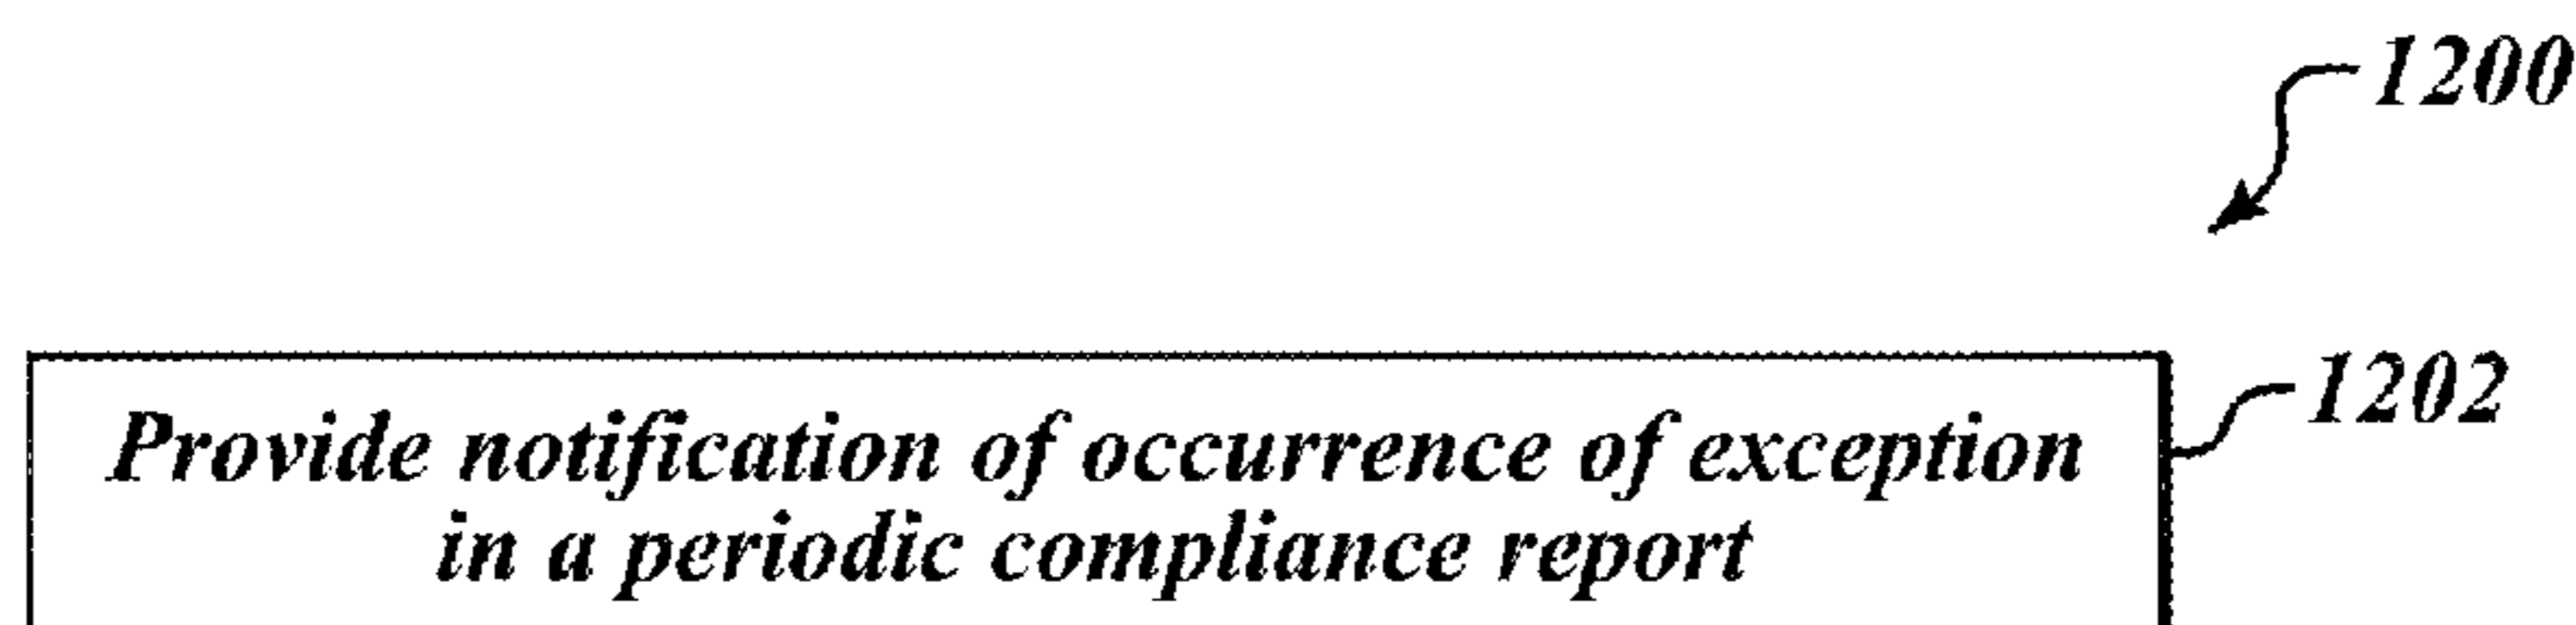 1200
1202
Provide notification of occurrence of exception
in a periodic compliance report